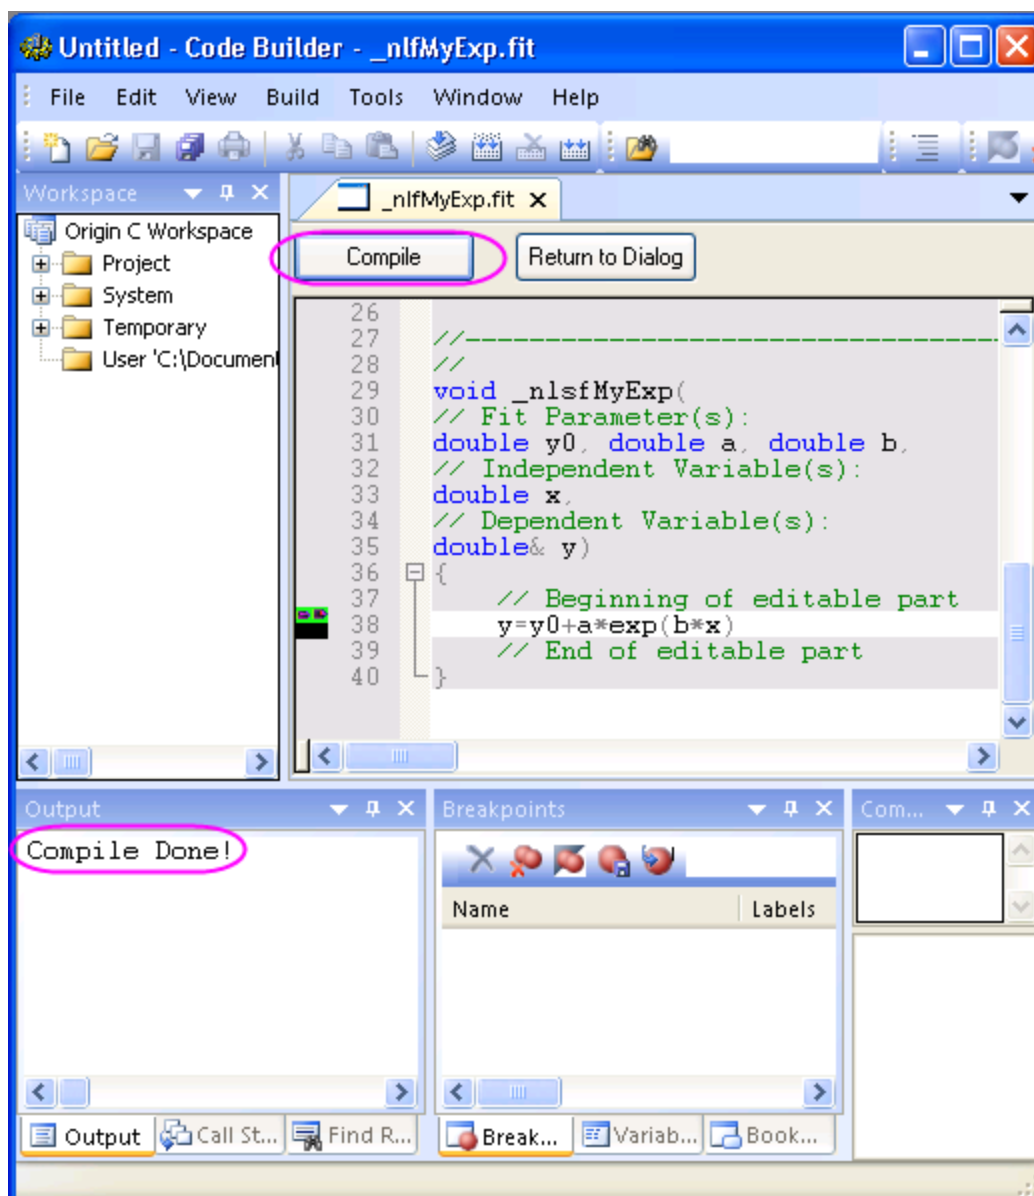 Untitled - Code Builder - _nlfMyExp.fit
File Edit View Build Tools Window Help
Workspace
_nlfMyExp.fit
Origin C Workspace
Project
System
Temporary
User 'C:\Document
Compile Return to Dialog
26
27 //----------------------------------
28 //
29 void _nlsfMyExp(
30 // Fit Parameter(s):
31 double y0, double a, double b,
32 // Independent Variable(s):
33 double x,
34 // Dependent Variable(s):
35 double& y)
36 {
37 // Beginning of editable part
38 y=y0+a*exp(b*x)
39 // End of editable part
40 }
Output
Compile Done!
Breakpoints
Name Labels
Com...
Output Call St... Find R...
Break... Variab... Book...